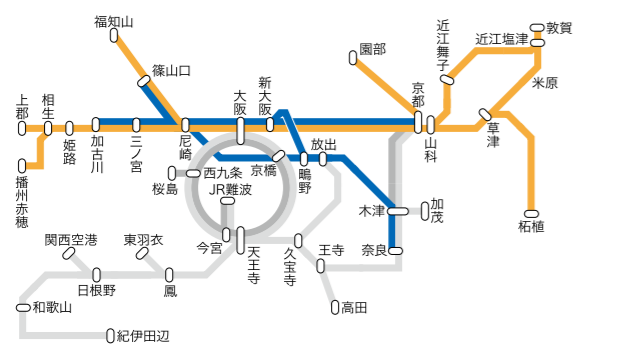 福知山
篠山口
園部
近江舞子
近江塩津
敦賀
米原
上郡
相生
姫路
加古川
三ノ宮
尼崎
大阪
新大阪
京都
山科
草津
播州赤穂
桜島
西九条
JR難波
京橋
鴫野
放出
木津
加茂
柘植
今宮
天王寺
久宝寺
王寺
奈良
関西空港
東羽衣
日根野
鳳
和歌山
高田
紀伊田辺